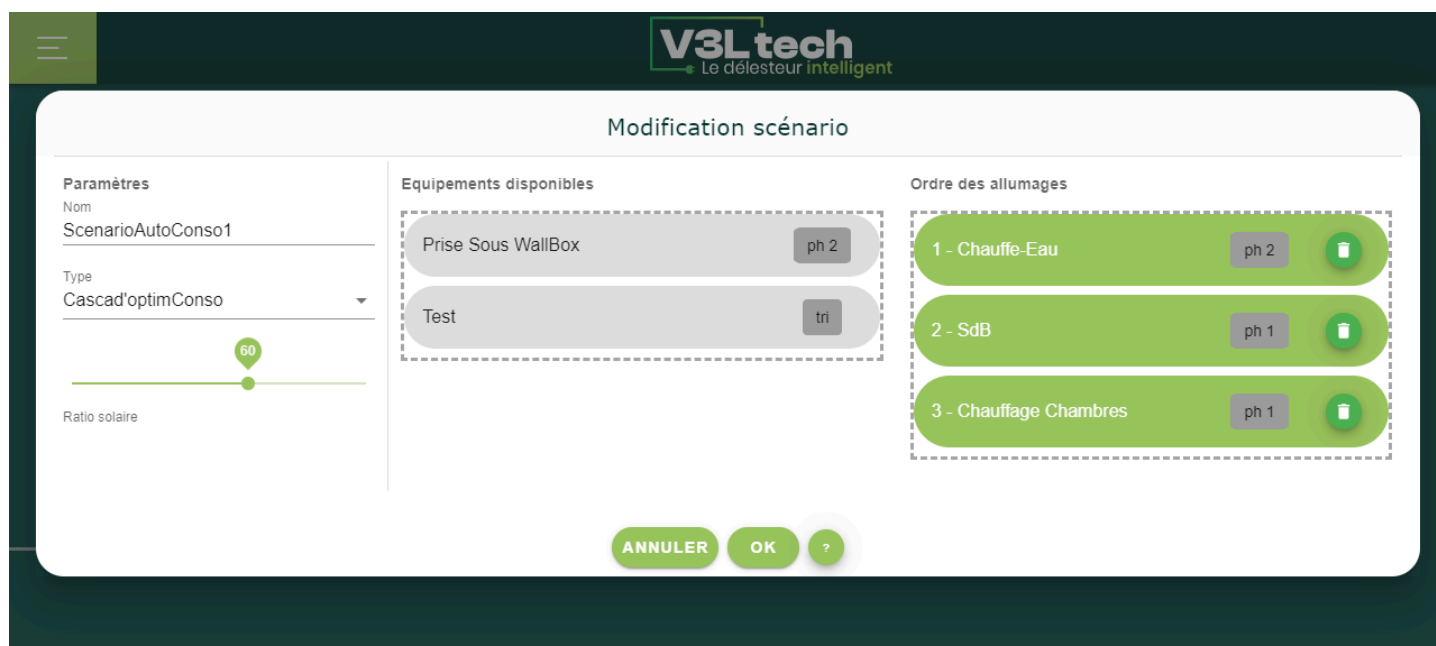 V3L tech
Le délesteur intelligent
Modification scénario
Paramètres
Nom
ScenarioAutoConso1
Type
Cascad'optimConso
60
Ratio solaire
Equipements disponibles
Prise Sous WallBox ph 2
Test tri
Ordre des allumages
1 - Chauffe-Eau ph 2
2 - SdB ph 1
3 - Chauffage Chambres ph 1
ANNULER OK ?